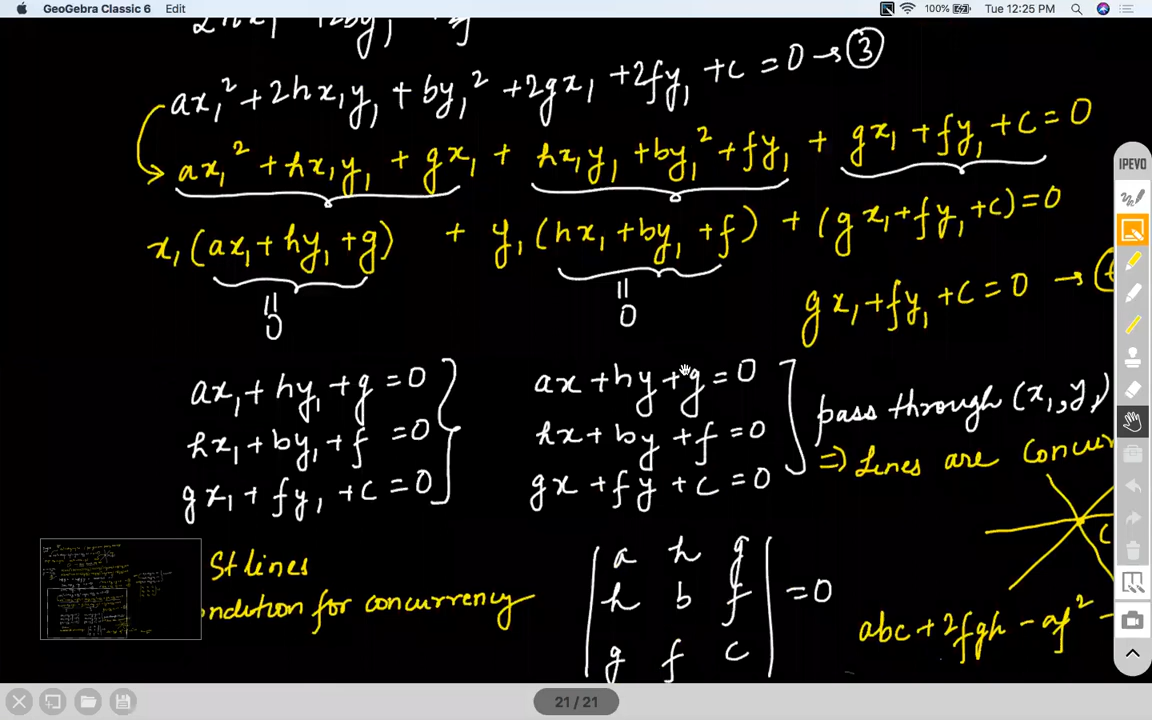 GeoGebra Classic 6 Edit 100% Tue 12:25 PM
ax₁² + 2hx₁y₁ + by₁² + 2gx₁ + 2fy₁ + c = 0 → ③
ax₁² + hx₁y₁ + gx₁ + hx₁y₁ + by₁² + fy₁ + gx₁ + fy₁ + c = 0
x₁(ax₁ + hy₁ + g) + y₁(hx₁ + by₁ + f) + (gx₁ + fy₁ + c) = 0
= 0 = 0
gx₁ + fy₁ + c = 0 →
ax₁ + hy₁ + g = 0 ax + hy + g = 0
hx₁ + by₁ + f = 0 hx + by + f = 0 pass through (x₁, y₁)
gx₁ + fy₁ + c = 0 gx + fy + c = 0 ⇒ Lines are Concur
St lines
ondition for concurrency
| a h g |
| h b f | = 0
| g f c |
abc + 2fgh - af² -
IPEVO
21 / 21